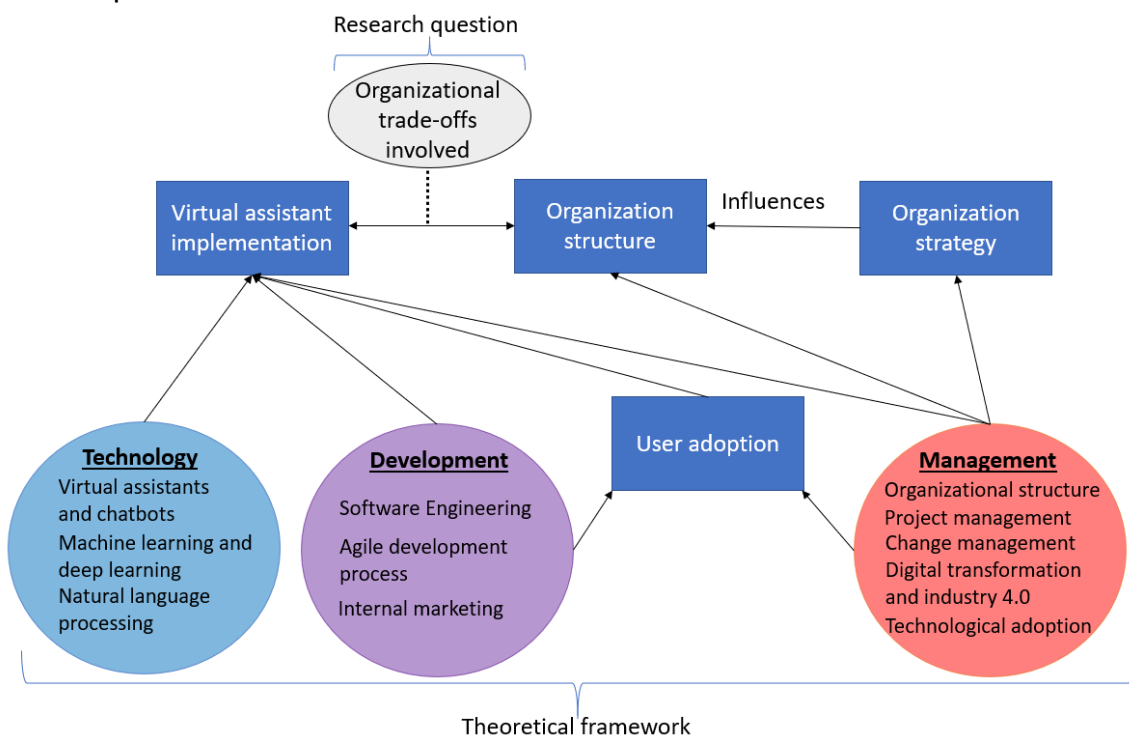 Research question
Organizational
trade-offs
involved
Virtual assistant
implementation
Organization
structure
Influences
Organization
strategy
User adoption
Technology
Virtual assistants
and chatbots
Machine learning and
deep learning
Natural language
processing
Development
Software Engineering
Agile development
process
Internal marketing
Management
Organizational structure
Project management
Change management
Digital transformation
and industry 4.0
Technological adoption
Theoretical framework